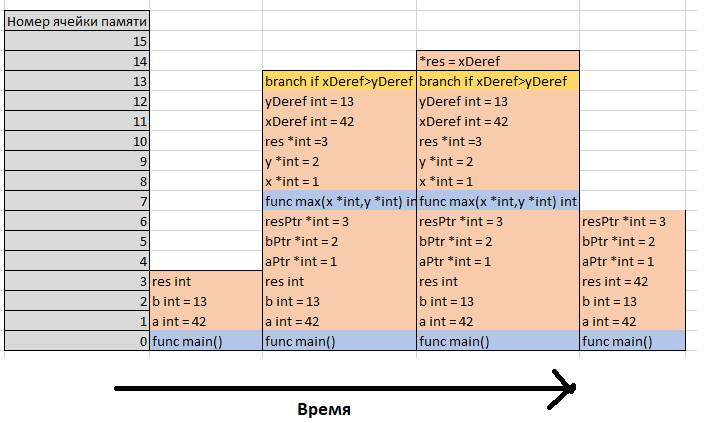 Номер ячейки памяти
15
14 *res = xDeref
13 branch if xDeref>yDeref branch if xDeref>yDeref
12 yDeref int = 13 yDeref int = 13
11 xDeref int = 42 xDeref int = 42
10 res *int =3 res *int =3
9 y *int = 2 y *int = 2
8 x *int = 1 x *int = 1
7 func max(x *int,y *int) in func max(x *int,y *int) int
6 resPtr *int = 3 resPtr *int = 3 resPtr *int = 3
5 bPtr *int = 2 bPtr *int = 2 bPtr *int = 2
4 aPtr *int = 1 aPtr *int = 1 aPtr *int = 1
3 res int res int res int res int = 42
2 b int = 13 b int = 13 b int = 13 b int = 13
1 a int = 42 a int = 42 a int = 42 a int = 42
0 func main() func main() func main() func main()
Время